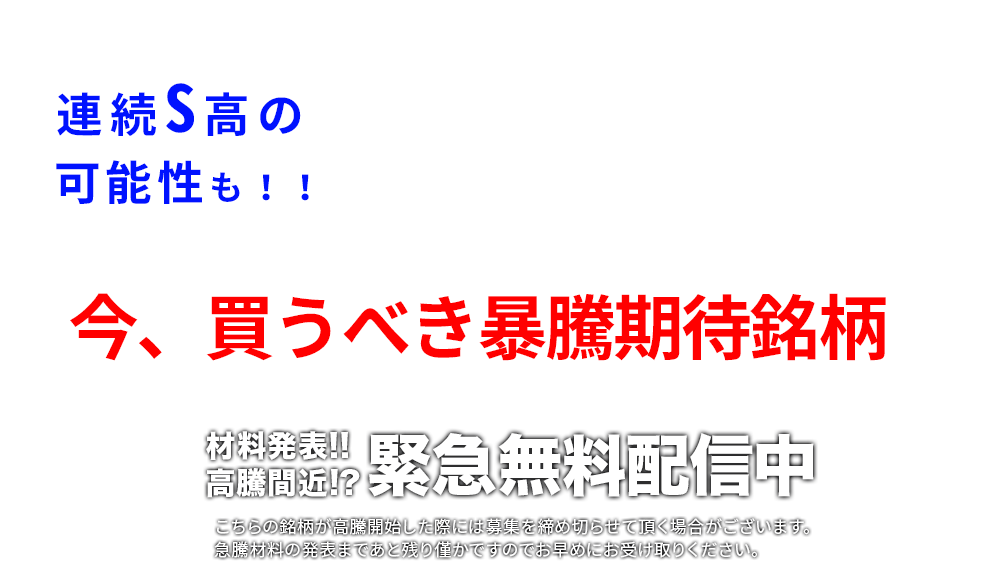 連続S高の
可能性も！！
今、買うべき暴騰期待銘柄
材料発表!!
高騰間近!?
緊急無料配信中
こちらの銘柄が高騰開始した際には募集を締め切らせて頂く場合がございます。
急騰材料の発表まであと残り僅かですのでお早めにお受け取りください。